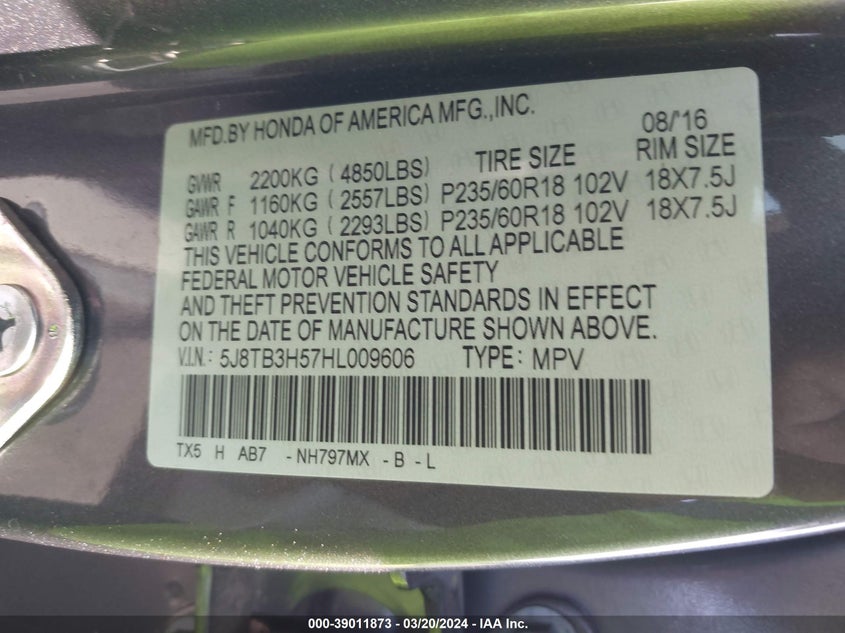 MFD.BY HONDA OF AMERICA MFG.,INC. 08/'16
GVWR 2200KG ( 4850LBS) TIRE SIZE RIM SIZE
GAWR F 1160KG ( 2557LBS) P235/60R18 102V 18X7.5J
GAWR R 1040KG ( 2293LBS) P235/60R18 102V 18X7.5J
THIS VEHICLE CONFORMS TO ALL APPLICABLE
FEDERAL MOTOR VEHICLE SAFETY
AND THEFT PREVENTION STANDARDS IN EFFECT
ON THE DATE OF MANUFACTURE SHOWN ABOVE.
V.I.N.: 5J8TB3H57HL009606 TYPE: MPV
TX5 H AB7 -NH797MX -B -L
000-39011873 - 03/20/2024 - IAA Inc.